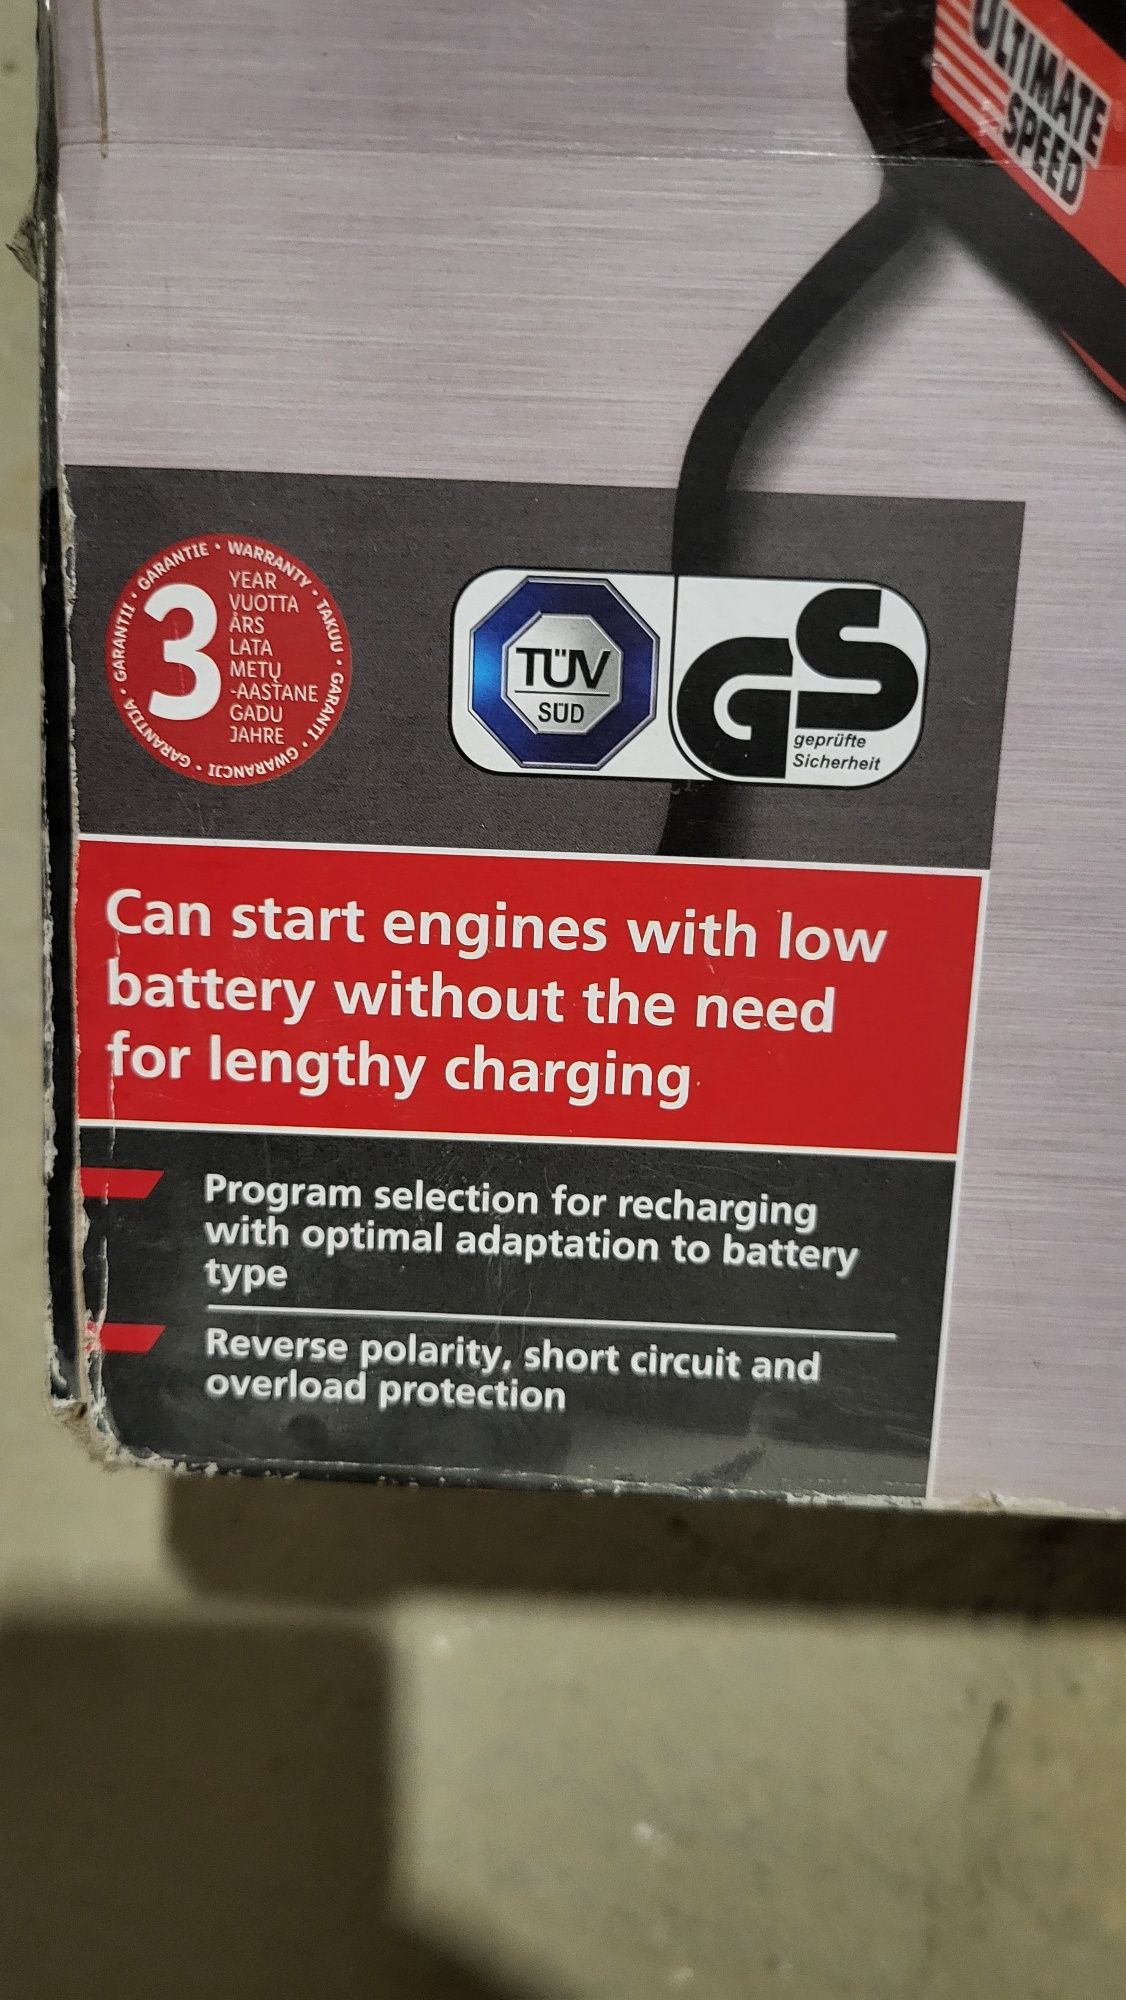 ULTIMATE
SPEED
GARANTII • GARANTIE • WARRANTY • TAKUU • GARANTI • GWARANCJI • GARANTIJA •
3
YEAR
VUOTTA
ÅRS
LATA
METŲ
-AASTANE
GADU
JAHRE
TÜV
SÜD
GS
geprüfte
Sicherheit
Can start engines with low
battery without the need
for lengthy charging
Program selection for recharging
with optimal adaptation to battery
type
Reverse polarity, short circuit and
overload protection